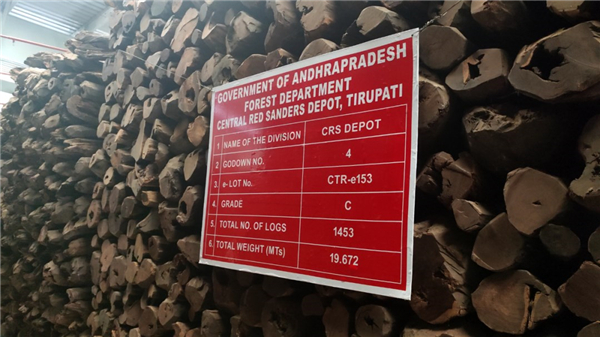 GOVERNMENT OF ANDHRAPRADESH
FOREST DEPARTMENT
CENTRAL RED SANDERS DEPOT, TIRUPATI
1 NAME OF THE DIVISION CRS DEPOT
2. GODOWN NO. 4
3. e-LOT No. CTR-e153
4. GRADE C
5. TOTAL NO. OF LOGS 1453
6. TOTAL WEIGHT (MTs) 19.672